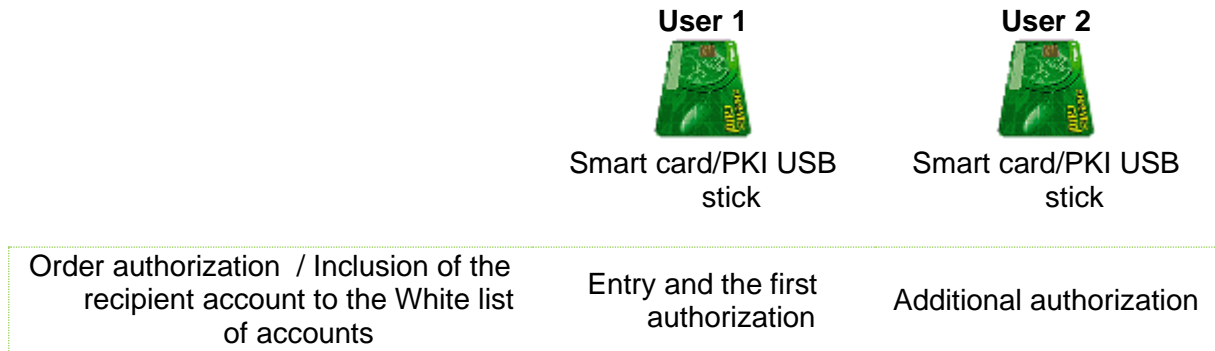 User 1
User 2
Smart card/PKI USB
stick
Smart card/PKI USB
stick
Order authorization / Inclusion of the
recipient account to the White list
of accounts
Entry and the first
authorization
Additional authorization